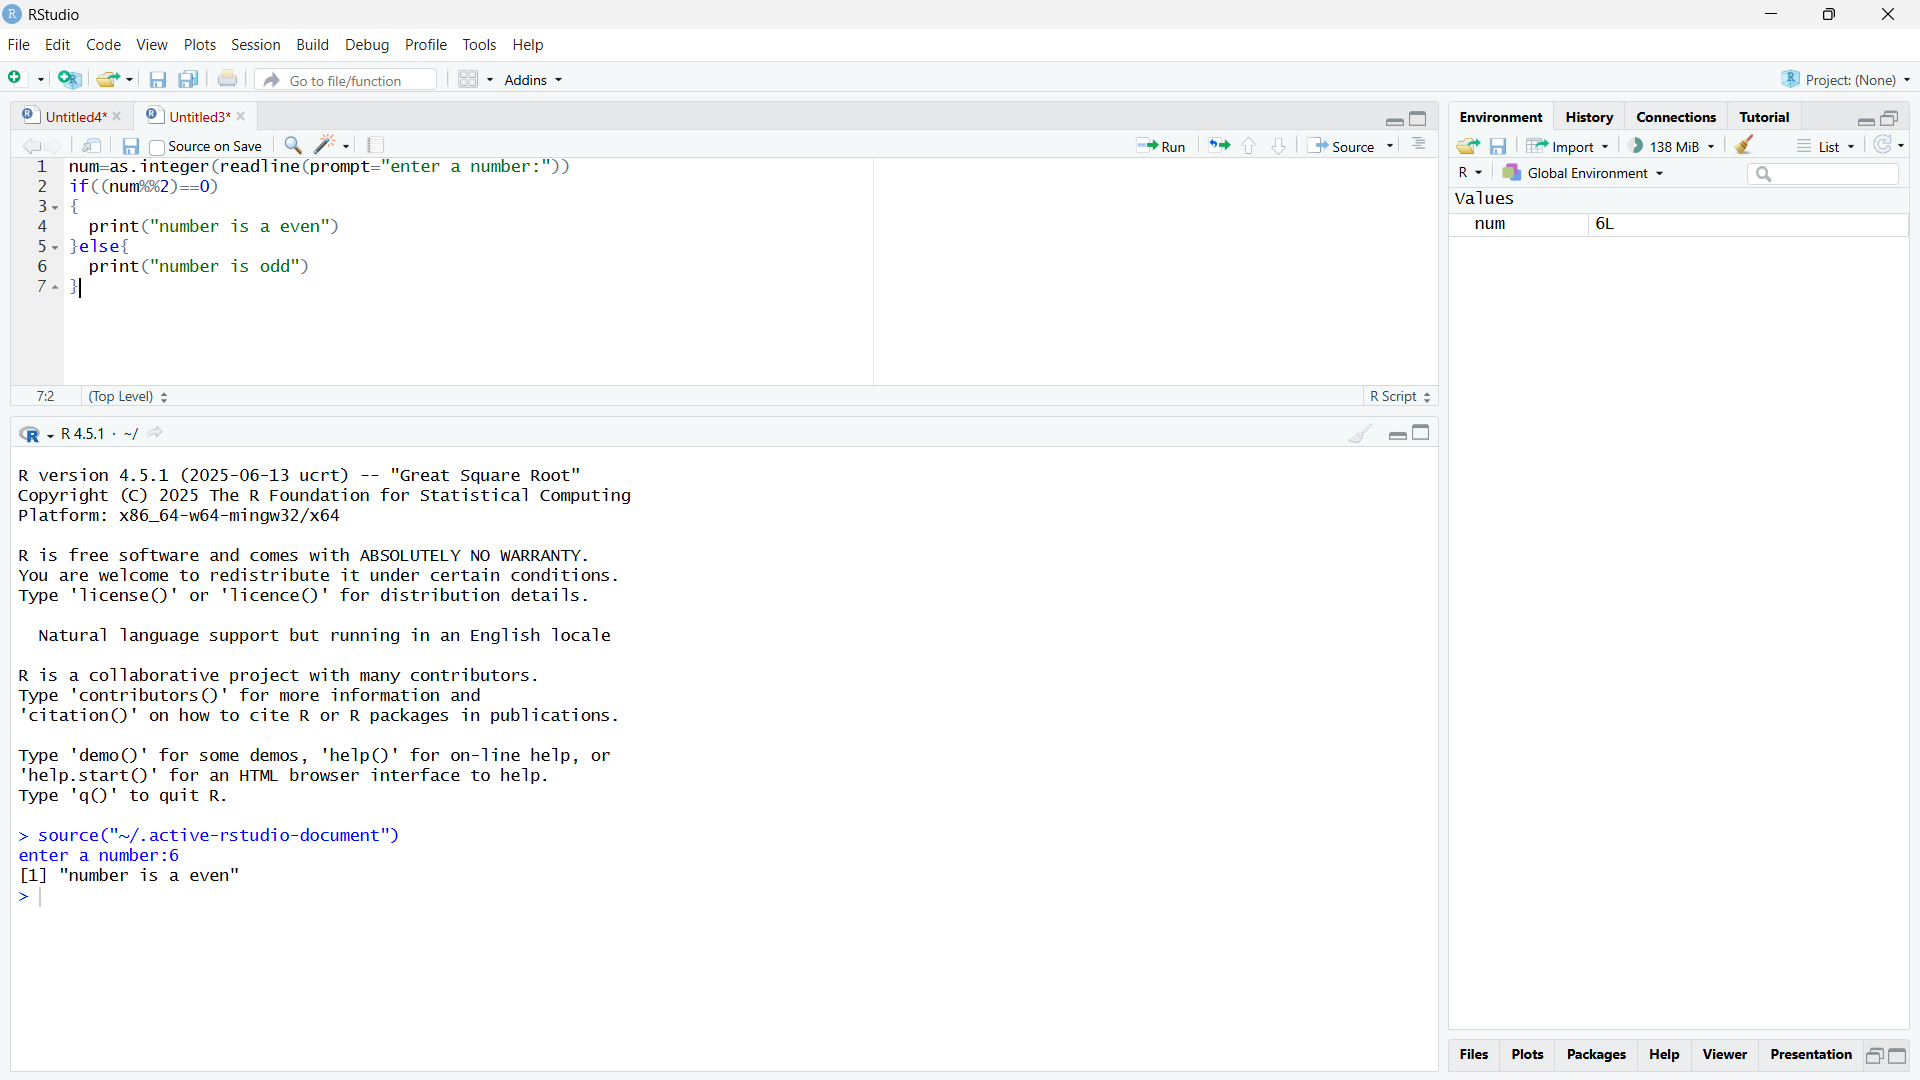 RStudio
File Edit Code View Plots Session Build Debug Profile Tools Help
Go to file/function Addins Project: (None)
Untitled4* Untitled3*
Source on Save Run Source
1 num=as.integer(readline(prompt="enter a number:"))
2 if((num%%2)==0)
3 {
4 print("number is a even")
5 }else{
6 print("number is odd")
7 }
7:2 (Top Level) R Script
R 4.5.1 · ~/
R version 4.5.1 (2025-06-13 ucrt) -- "Great Square Root"
Copyright (C) 2025 The R Foundation for Statistical Computing
Platform: x86_64-w64-mingw32/x64
R is free software and comes with ABSOLUTELY NO WARRANTY.
You are welcome to redistribute it under certain conditions.
Type 'license()' or 'licence()' for distribution details.
Natural language support but running in an English locale
R is a collaborative project with many contributors.
Type 'contributors()' for more information and
'citation()' on how to cite R or R packages in publications.
Type 'demo()' for some demos, 'help()' for on-line help, or
'help.start()' for an HTML browser interface to help.
Type 'q()' to quit R.
> source("~/.active-rstudio-document")
enter a number:6
[1] "number is a even"
>
Environment History Connections Tutorial
Import 138 MiB List
R Global Environment
Values
num 6L
Files Plots Packages Help Viewer Presentation